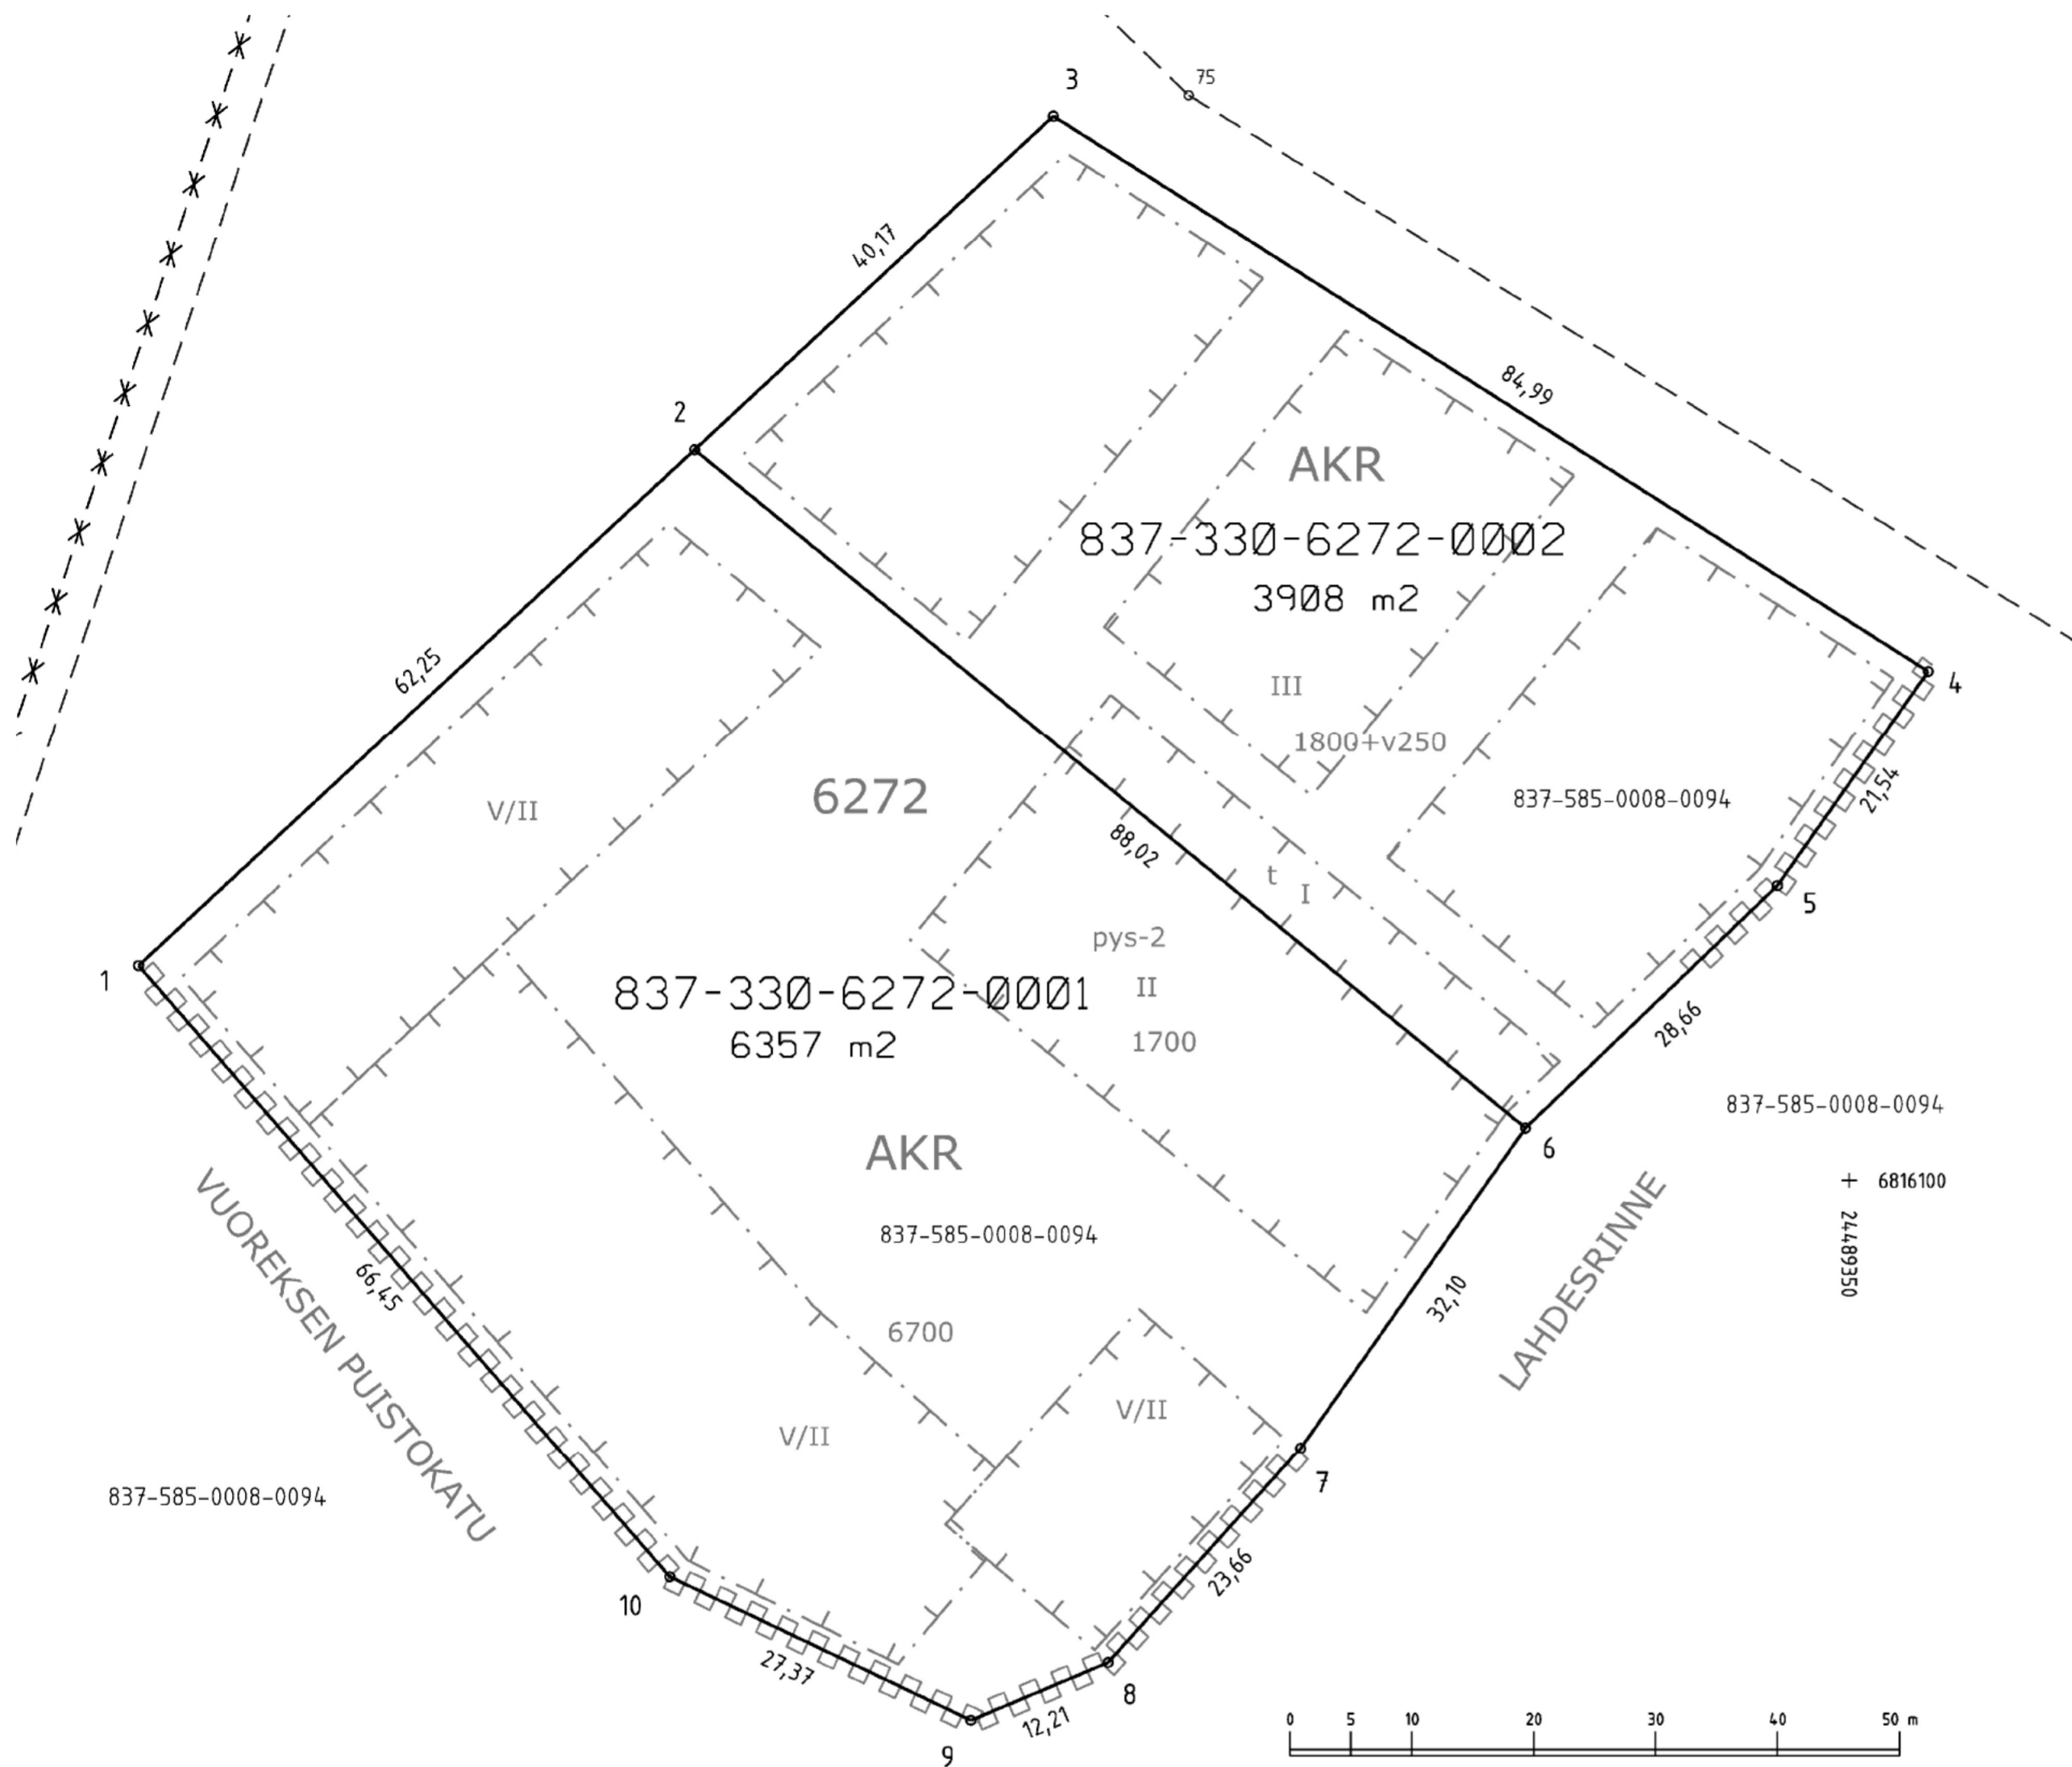 75
3
40,17
84,99
2
AKR
837-330-6272-0002
3908 m2
4
III
1800+v250
62,25
6272
V/II
837-585-0008-0094
21,54
88,02
t
I
5
pys-2
1
837-330-6272-0001
II
6357 m2
1700
28,66
837-585-0008-0094
6
AKR
6816100
24489350
VUOREKSEN PUISTOKATU
66,45
837-585-0008-0094
LAHDESRINNE
32,10
6700
V/II
V/II
7
837-585-0008-0094
23,66
10
27,37
8
12,21
9
0 5 10 20 30 40 50 m